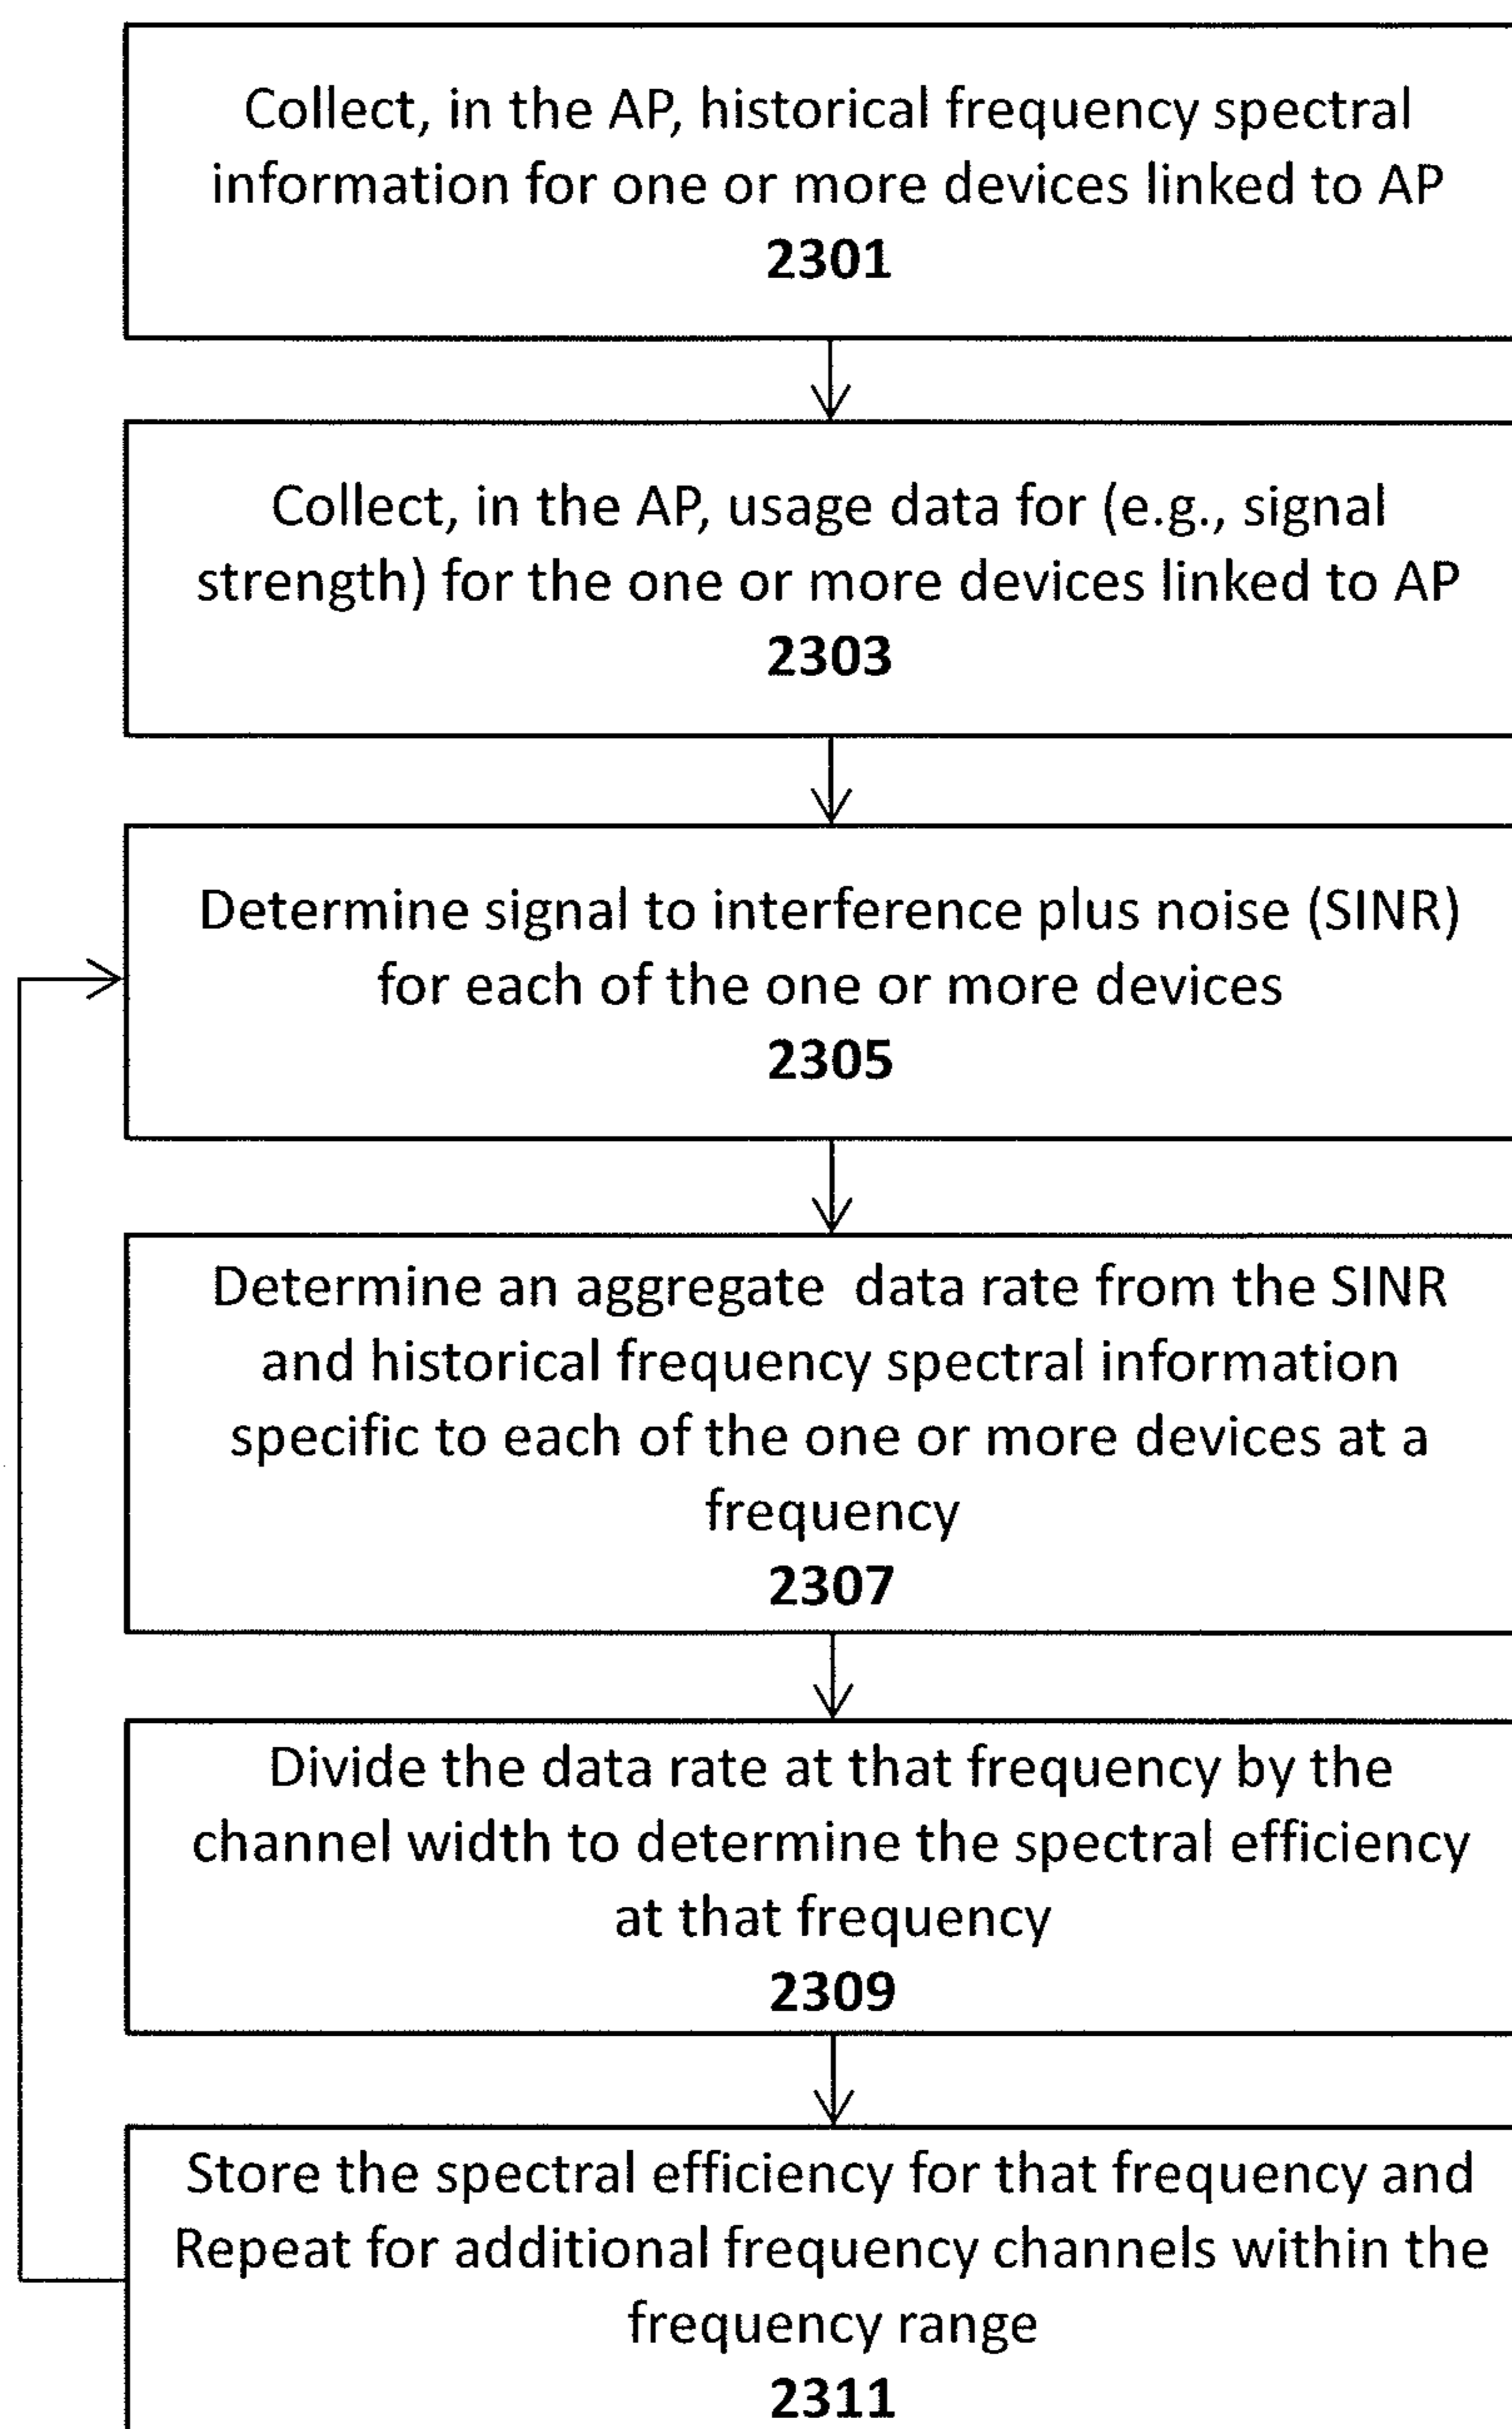 Collect, in the AP, historical frequency spectral
information for one or more devices linked to AP
2301
Collect, in the AP, usage data for (e.g., signal
strength) for the one or more devices linked to AP
2303
Determine signal to interference plus noise (SINR)
for each of the one or more devices
2305
Determine an aggregate data rate from the SINR
and historical frequency spectral information
specific to each of the one or more devices at a
frequency
2307
Divide the data rate at that frequency by the
channel width to determine the spectral efficiency
at that frequency
2309
Store the spectral efficiency for that frequency and
Repeat for additional frequency channels within the
frequency range
2311